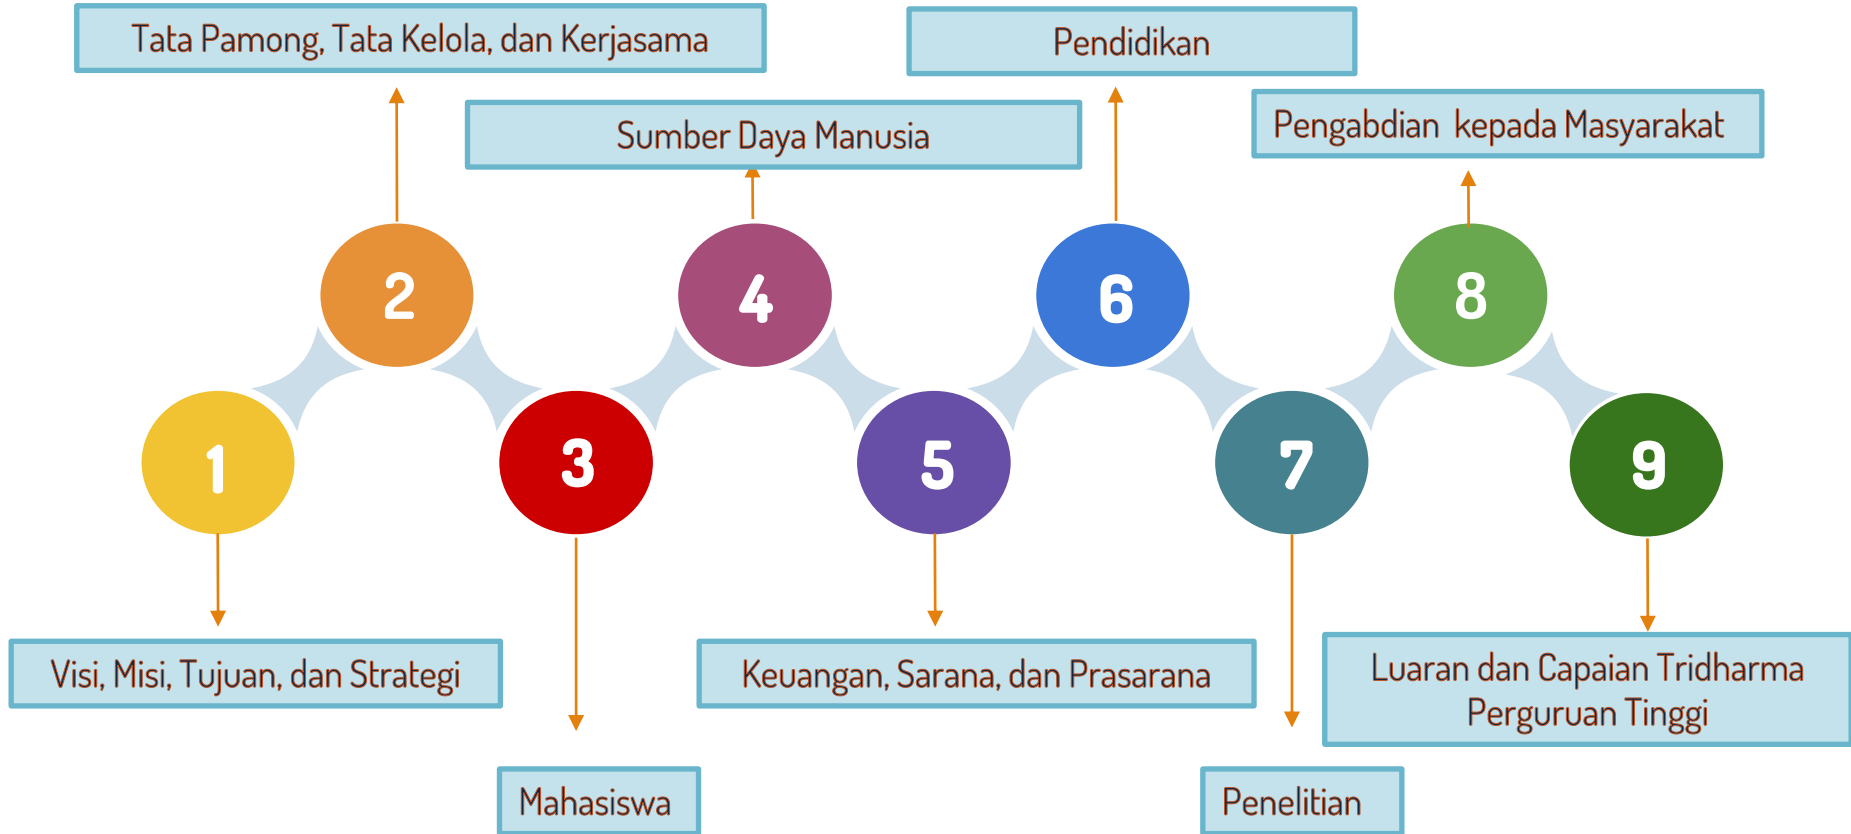 Tata Pamong, Tata Kelola, dan Kerjasama
Pendidikan
Sumber Daya Manusia
Pengabdian kepada Masyarakat
2
4
6
8
1
3
5
7
9
Visi, Misi, Tujuan, dan Strategi
Keuangan, Sarana, dan Prasarana
Luaran dan Capaian Tridharma
Perguruan Tinggi
Mahasiswa
Penelitian